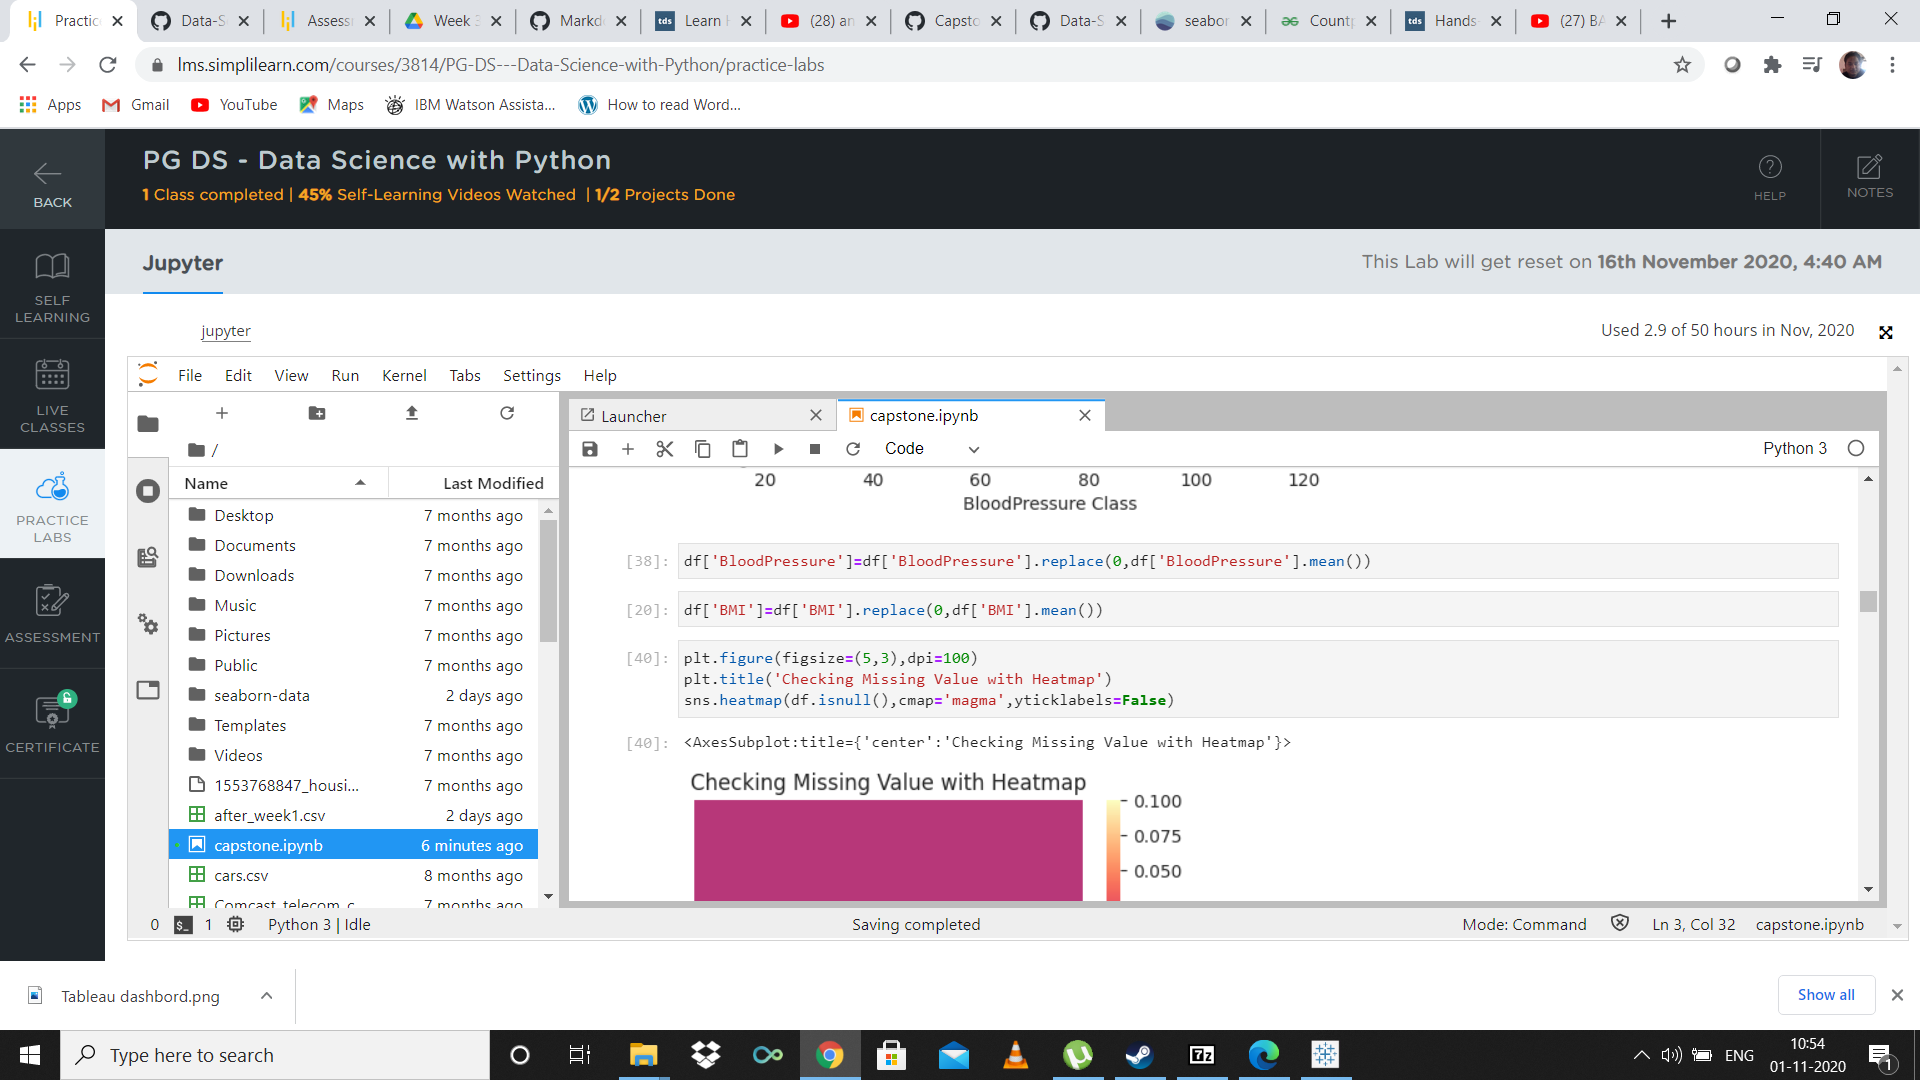 Practic
Data-S
Assessm
Week 3
Markdo
Learn
(28) an
Capsto
Data-S
seabor
Countp
Hands
(27) BA
lms.simplilearn.com/courses/3814/PG-DS---Data-Science-with-Python/practice-labs
Apps
Gmail
YouTube
Maps
IBM Watson Assista...
How to read Word...
BACK
PG DS - Data Science with Python
1 Class completed | 45% Self-Learning Videos Watched | 1/2 Projects Done
HELP
NOTES
SELF
LEARNING
LIVE
CLASSES
PRACTICE
LABS
ASSESSMENT
CERTIFICATE
Jupyter
This Lab will get reset on 16th November 2020, 4:40 AM
jupyter
Used 2.9 of 50 hours in Nov, 2020
File Edit View Run Kernel Tabs Settings Help
/
Name Last Modified
Desktop 7 months ago
Documents 7 months ago
Downloads 7 months ago
Music 7 months ago
Pictures 7 months ago
Public 7 months ago
seaborn-data 2 days ago
Templates 7 months ago
Videos 7 months ago
1553768847_housi... 7 months ago
after_week1.csv 2 days ago
capstone.ipynb 6 minutes ago
cars.csv 8 months ago
Comcast_telecom_c 7 months ago
Launcher
capstone.ipynb
Code
Python 3
20 40 60 80 100 120
BloodPressure Class
[38]: df['BloodPressure']=df['BloodPressure'].replace(0,df['BloodPressure'].mean())
[20]: df['BMI']=df['BMI'].replace(0,df['BMI'].mean())
[40]: plt.figure(figsize=(5,3),dpi=100)
plt.title('Checking Missing Value with Heatmap')
sns.heatmap(df.isnull(),cmap='magma',yticklabels=False)
[40]: <AxesSubplot:title={'center':'Checking Missing Value with Heatmap'}>
Checking Missing Value with Heatmap
0.100
0.075
0.050
0 $_ 1 Python 3 | Idle
Saving completed
Mode: Command
Ln 3, Col 32
capstone.ipynb
Tableau dashbord.png
Show all
Type here to search
ENG
10:54
01-11-2020
1